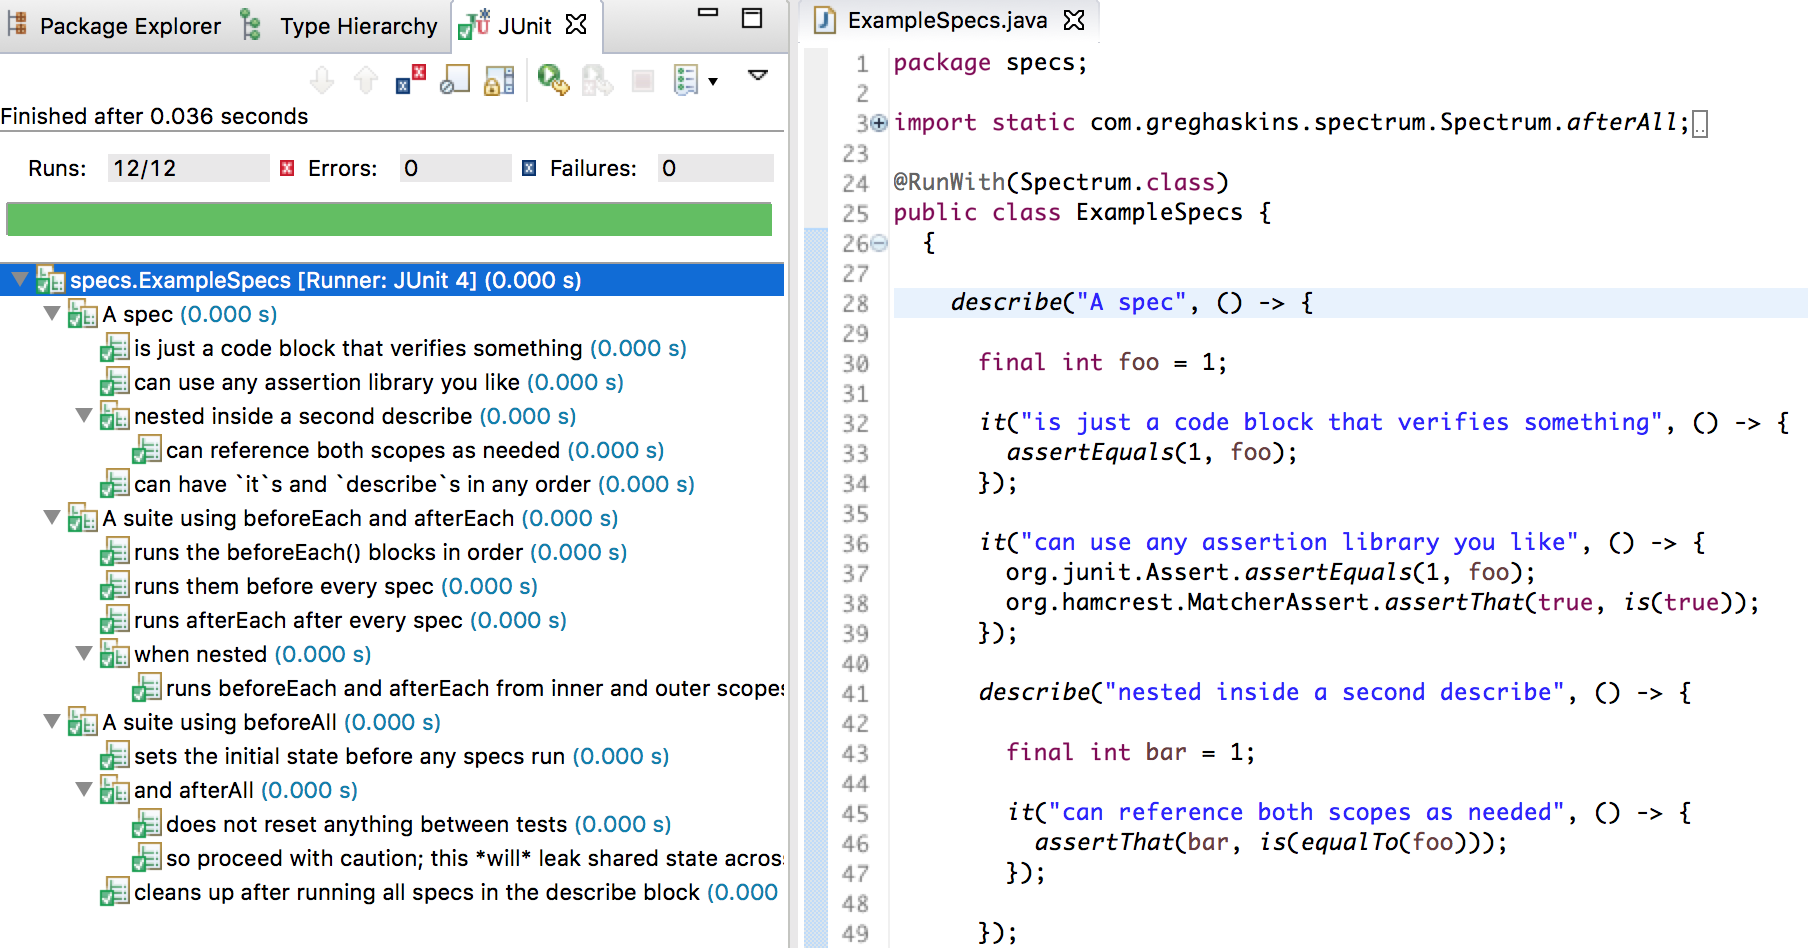 Package Explorer
Type Hierarchy
JUnit
Finished after 0.036 seconds
Runs: 12/12
Errors: 0
Failures: 0
specs.ExampleSpecs [Runner: JUnit 4] (0.000 s)
A spec (0.000 s)
is just a code block that verifies something (0.000 s)
can use any assertion library you like (0.000 s)
nested inside a second describe (0.000 s)
can reference both scopes as needed (0.000 s)
can have `it`s and `describe`s in any order (0.000 s)
A suite using beforeEach and afterEach (0.000 s)
runs the beforeEach() blocks in order (0.000 s)
runs them before every spec (0.000 s)
runs afterEach after every spec (0.000 s)
when nested (0.000 s)
runs beforeEach and afterEach from inner and outer scopes
A suite using beforeAll (0.000 s)
sets the initial state before any specs run (0.000 s)
and afterAll (0.000 s)
does not reset anything between tests (0.000 s)
so proceed with caution; this *will* leak shared state acros
cleans up after running all specs in the describe block (0.000
ExampleSpecs.java
1 package specs;
2
3 import static com.greghaskins.spectrum.Spectrum.afterAll;
23
24 @RunWith(Spectrum.class)
25 public class ExampleSpecs {
26 {
27
28 describe("A spec", () -> {
29
30 final int foo = 1;
31
32 it("is just a code block that verifies something", () -> {
33 assertEquals(1, foo);
34 });
35
36 it("can use any assertion library you like", () -> {
37 org.junit.Assert.assertEquals(1, foo);
38 org.hamcrest.MatcherAssert.assertThat(true, is(true));
39 });
40
41 describe("nested inside a second describe", () -> {
42
43 final int bar = 1;
44
45 it("can reference both scopes as needed", () -> {
46 assertThat(bar, is(equalTo(foo)));
47 });
48
49 });